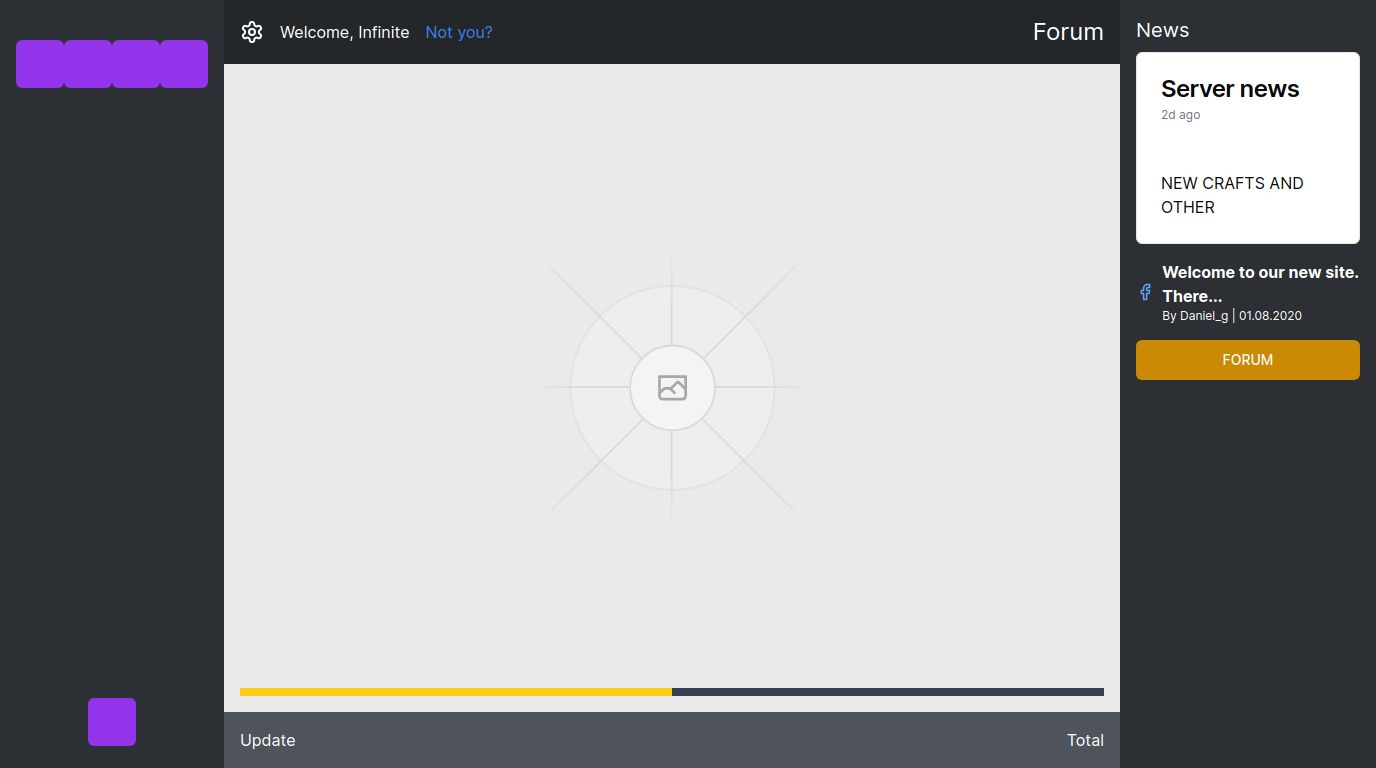 Welcome, Infinite Not you?
Forum
News
Server news
2d ago
NEW CRAFTS AND
OTHER
Welcome to our new site.
There...
By Daniel_g | 01.08.2020
FORUM
Update
Total